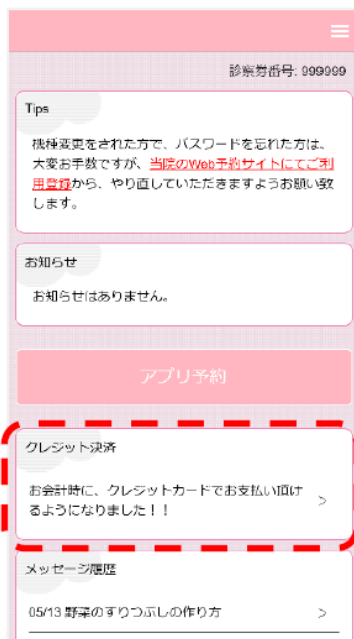 診察券番号: 999999
Tips
機種変更をされた方で、パスワードを忘れた方は、
大変お手数ですが、当院のWeb予約サイトにてご利
用登録から、やり直していただきますようお願い致
します。
お知らせ
お知らせはありません。
アプリ予約
クレジット決済
お会計時に、クレジットカードでお支払い頂け
るようになりました！！
メッセージ履歴
05/13 野菜のすりつぶしの作り方